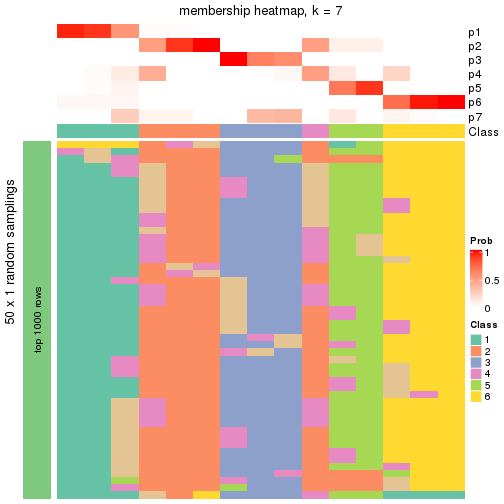 membership heatmap, k = 7
p1
p2
p3
p4
p5
p6
p7
Class
50 x 1 random samplings
top 1000 rows
Prob
1
0.5
0
Class
1
2
3
4
5
6